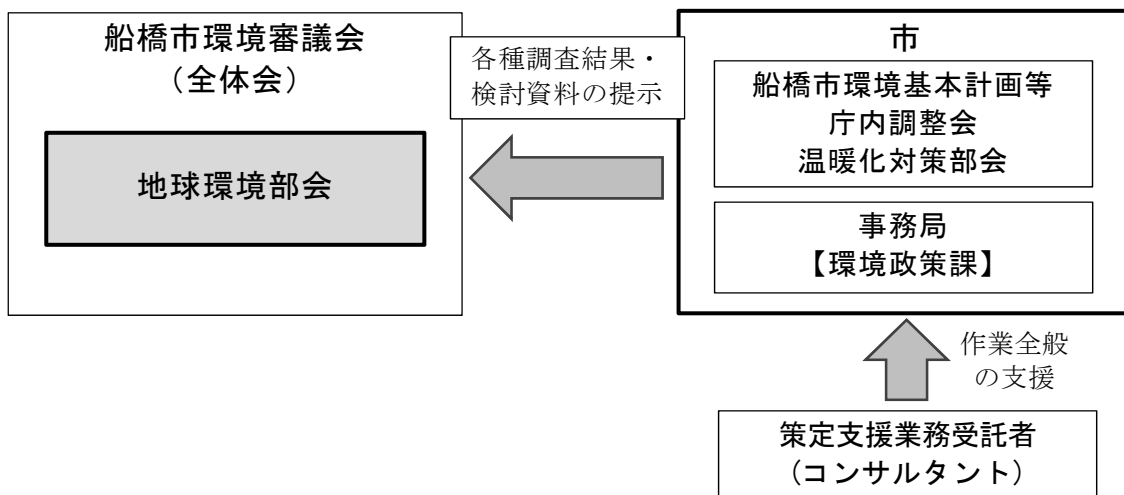 船橋市環境審議会
（全体会）
地球環境部会
各種調査結果・
検討資料の提示
市
船橋市環境基本計画等
庁内調整会
温暖化対策部会
事務局
【環境政策課】
作業全般
の支援
策定支援業務受託者
（コンサルタント）